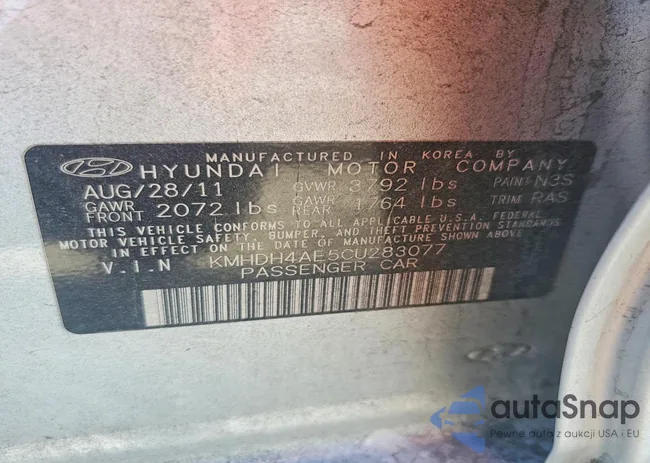 MANUFACTURED IN KOREA BY
HYUNDAI MOTOR COMPANY
AUG/28/11 GVWR 3792 lbs PAINT N3S
GAWR FRONT 2072 lbs GAWR REAR 1764 lbs TRIM RAS
THIS VEHICLE CONFORMS TO ALL APPLICABLE U.S.A. FEDERAL
MOTOR VEHICLE SAFETY, BUMPER, AND THEFT PREVENTION STANDARDS
IN EFFECT ON THE DATE OF MANUFACTURE SHOWN ABOVE
V.I.N KMHDH4AE5CU283077
PASSENGER CAR
autoSnap
Pewne auta z aukcji USA i EU